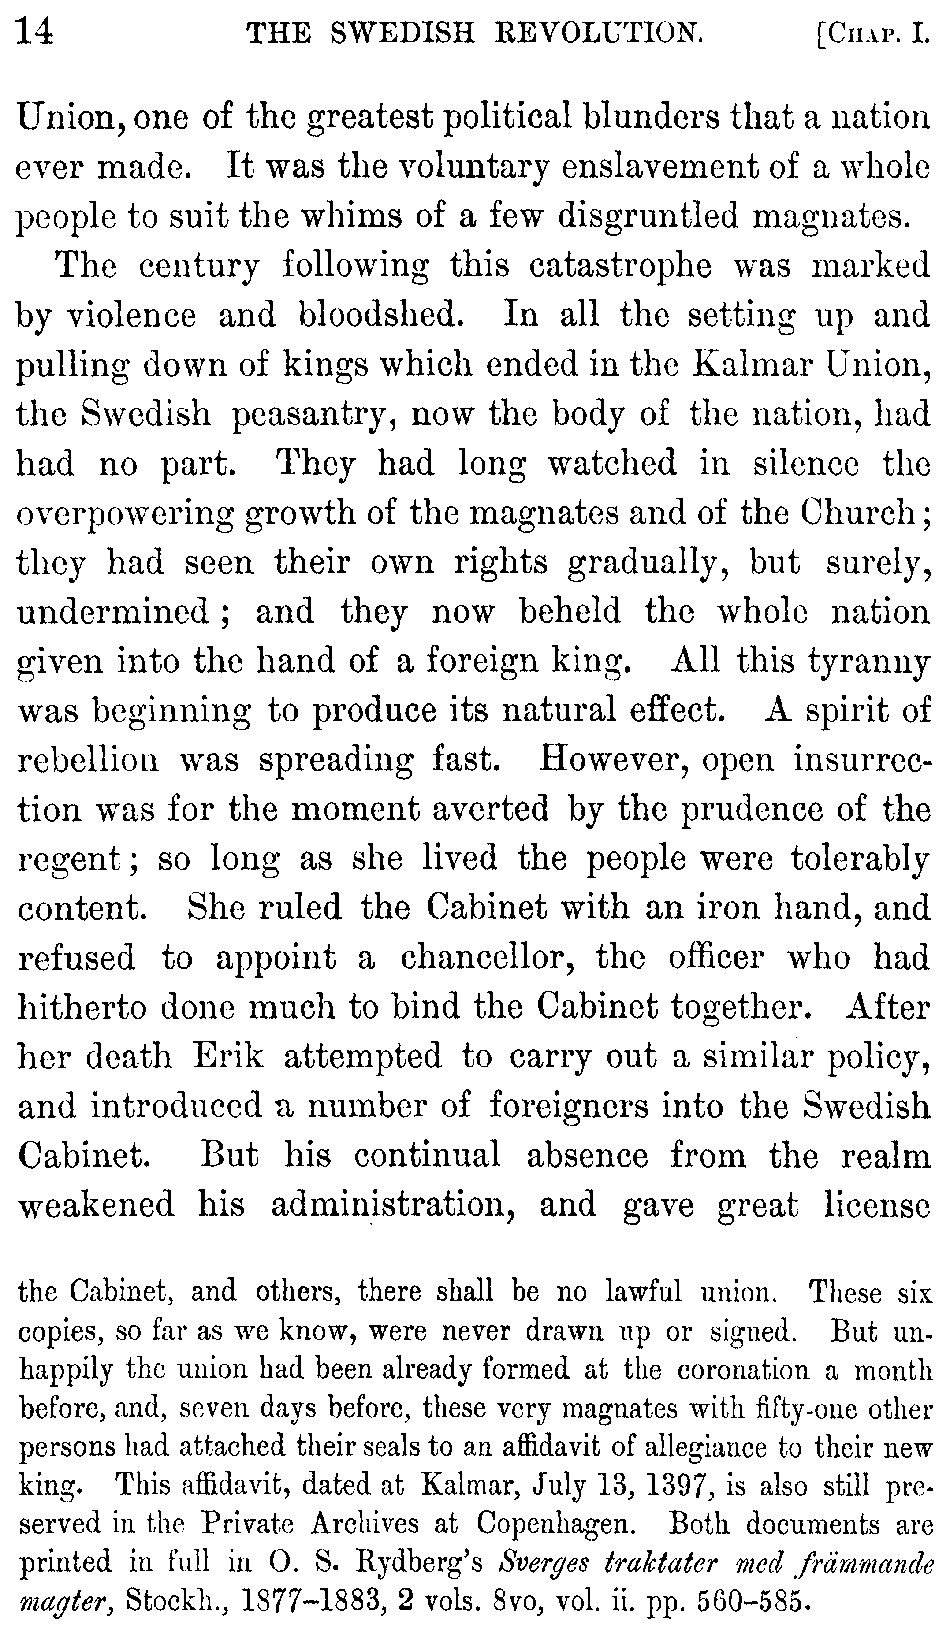 14 THE SWEDISH REVOLUTION. [CHAP. I.
Union, one of the greatest political blunders that a nation
ever made. It was the voluntary enslavement of a whole
people to suit the whims of a few disgruntled magnates.
The century following this catastrophe was marked
by violence and bloodshed. In all the setting up and
pulling down of kings which ended in the Kalmar Union,
the Swedish peasantry, now the body of the nation, had
had no part. They had long watched in silence the
overpowering growth of the magnates and of the Church;
they had seen their own rights gradually, but surely,
undermined; and they now beheld the whole nation
given into the hand of a foreign king. All this tyranny
was beginning to produce its natural effect. A spirit of
rebellion was spreading fast. However, open insurrec-
tion was for the moment averted by the prudence of the
regent; so long as she lived the people were tolerably
content. She ruled the Cabinet with an iron hand, and
refused to appoint a chancellor, the officer who had
hitherto done much to bind the Cabinet together. After
her death Erik attempted to carry out a similar policy,
and introduced a number of foreigners into the Swedish
Cabinet. But his continual absence from the realm
weakened his administration, and gave great license
the Cabinet, and others, there shall be no lawful union. These six
copies, so far as we know, were never drawn up or signed. But un-
happily the union had been already formed at the coronation a month
before, and, seven days before, these very magnates with fifty-one other
persons had attached their seals to an affidavit of allegiance to their new
king. This affidavit, dated at Kalmar, July 13, 1397, is also still pre-
served in the Private Archives at Copenhagen. Both documents are
printed in full in O. S. Rydberg's Sverges traktater med främmande
magter, Stockh., 1877–1883, 2 vols. 8vo, vol. ii. pp. 560–585.